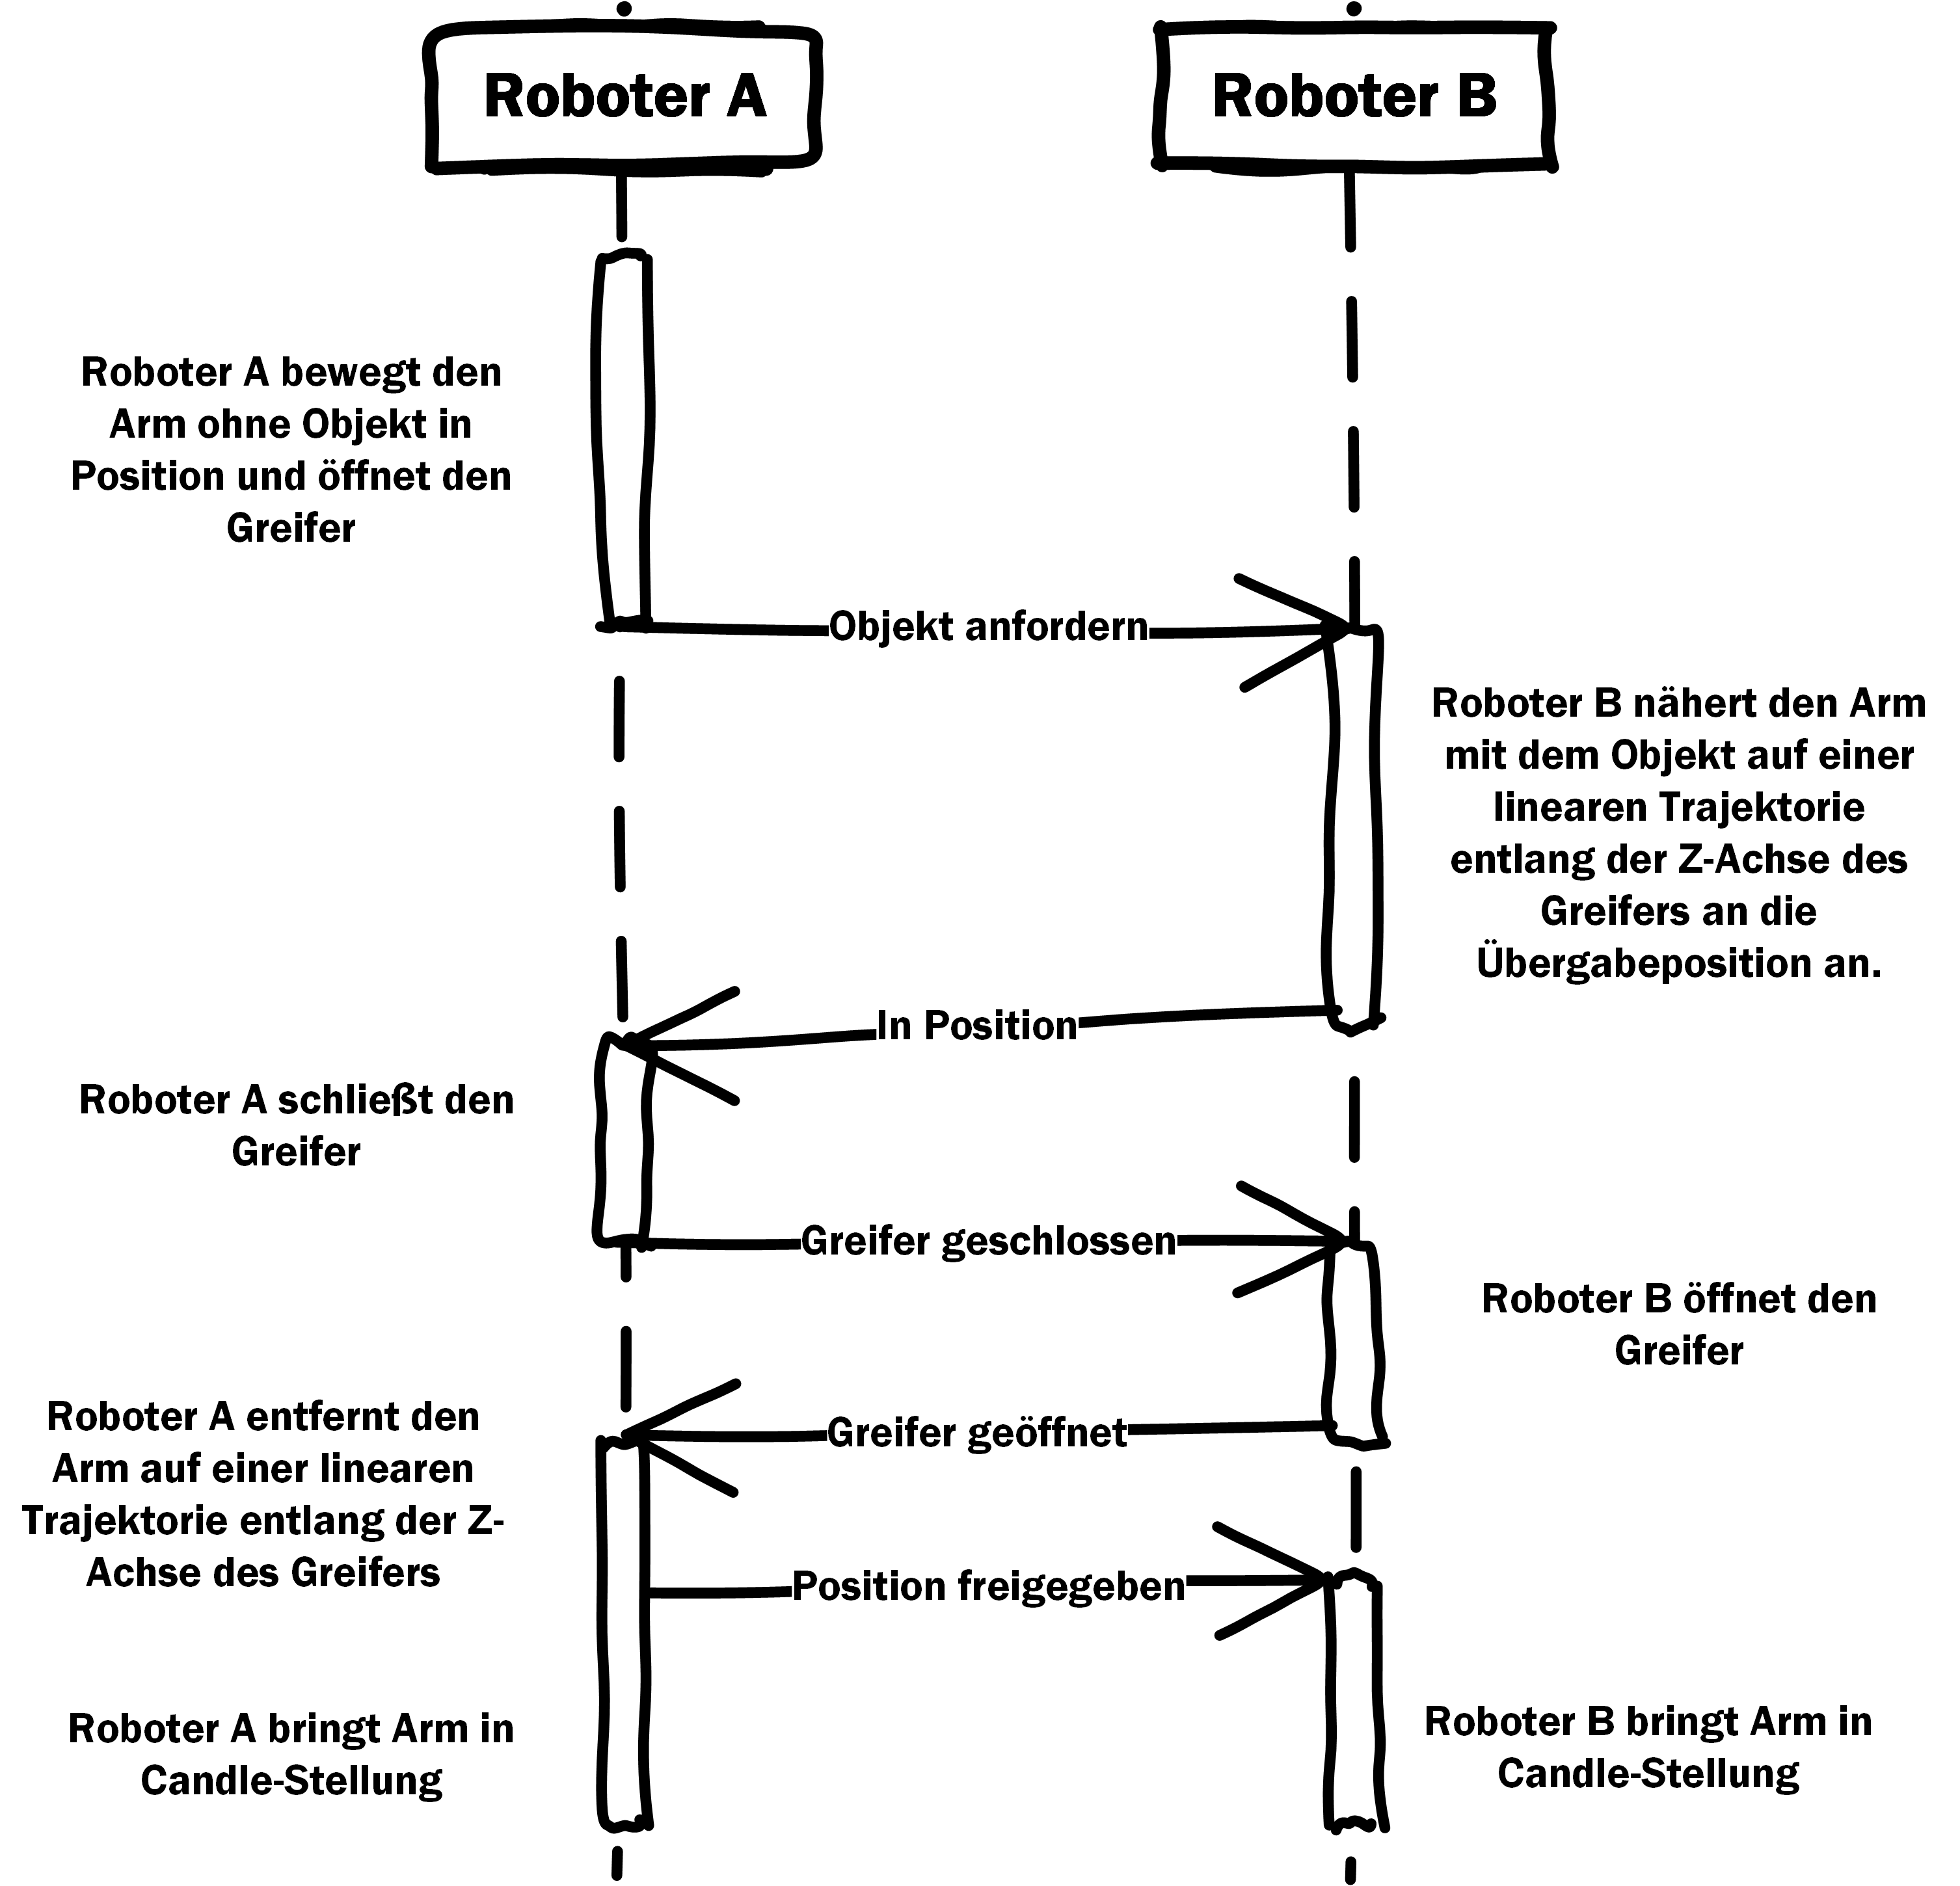 Roboter A
Roboter B
Roboter A bewegt den
Arm ohne Objekt in
Position und öffnet den
Greifer
Objekt anfordern
Roboter B nähert den Arm
mit dem Objekt auf einer
linearen Trajektorie
entlang der Z-Achse des
Greifers an die
Übergabeposition an.
In Position
Roboter A schließt den
Greifer
Greifer geschlossen
Roboter B öffnet den
Greifer
Greifer geöffnet
Roboter A entfernt den
Arm auf einer linearen
Trajektorie entlang der Z-
Achse des Greifers
Position freigegeben
Roboter A bringt Arm in
Candle-Stellung
Roboter B bringt Arm in
Candle-Stellung